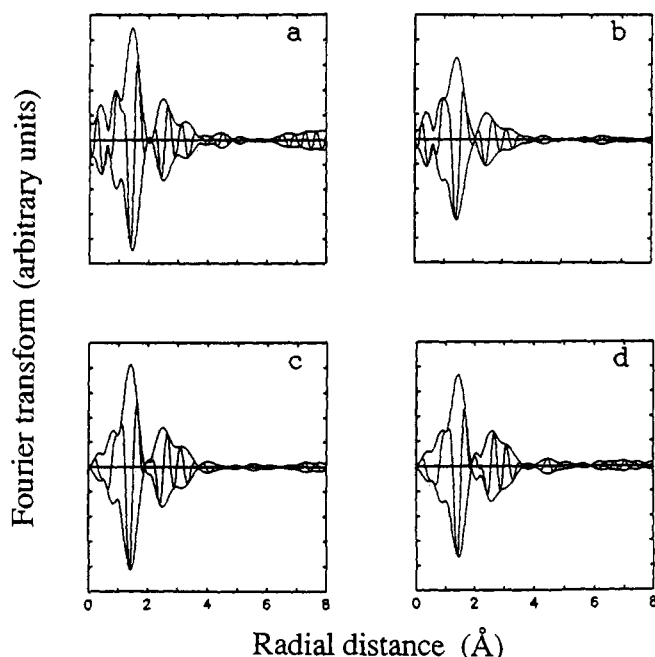 a
b
c
d
Fourier transform (arbitrary units)
0 2 4 6 8
0 2 4 6 8
Radial distance (Å)